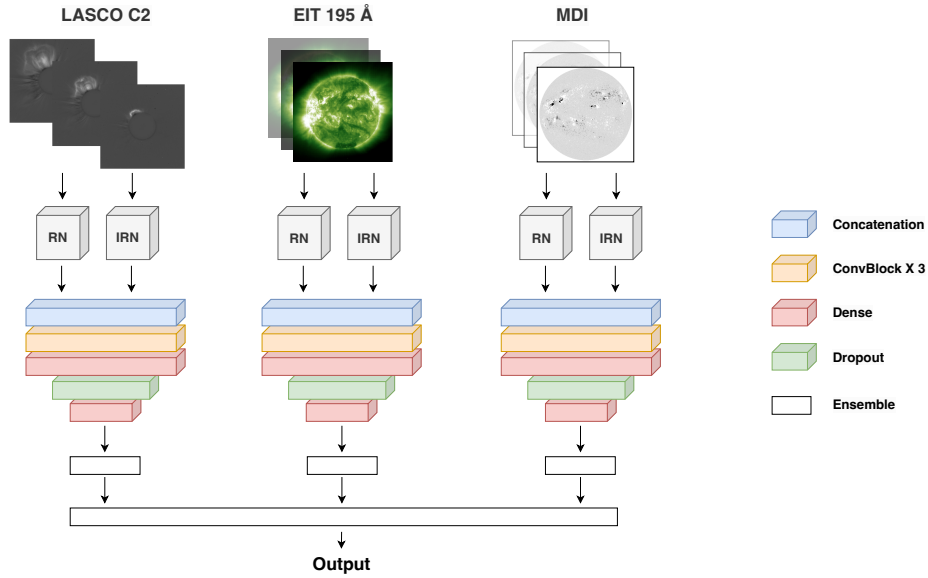 LASCO C2
EIT 195 Å
MDI
RN
IRN
RN
IRN
RN
IRN
Concatenation
ConvBlock X 3
Dense
Dropout
Ensemble
Output